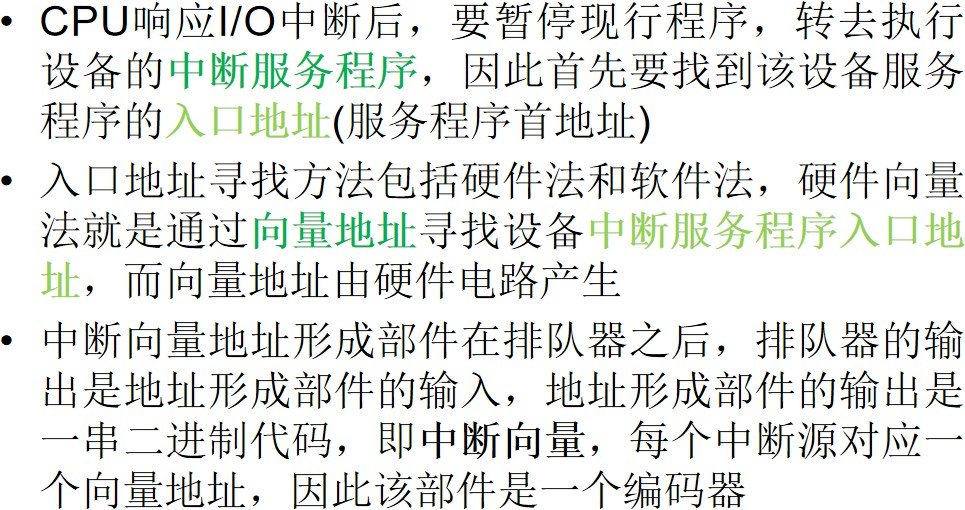 • CPU响应I/O中断后，要暂停现行程序，转去执行
设备的中断服务程序，因此首先要找到该设备服务
程序的入口地址(服务程序首地址)
• 入口地址寻找方法包括硬件法和软件法，硬件向量
法就是通过向量地址寻找设备中断服务程序入口地
址，而向量地址由硬件电路产生
• 中断向量地址形成部件在排队器之后，排队器的输
出是地址形成部件的输入，地址形成部件的输出是
一串二进制代码，即中断向量，每个中断源对应一
个向量地址，因此该部件是一个编码器